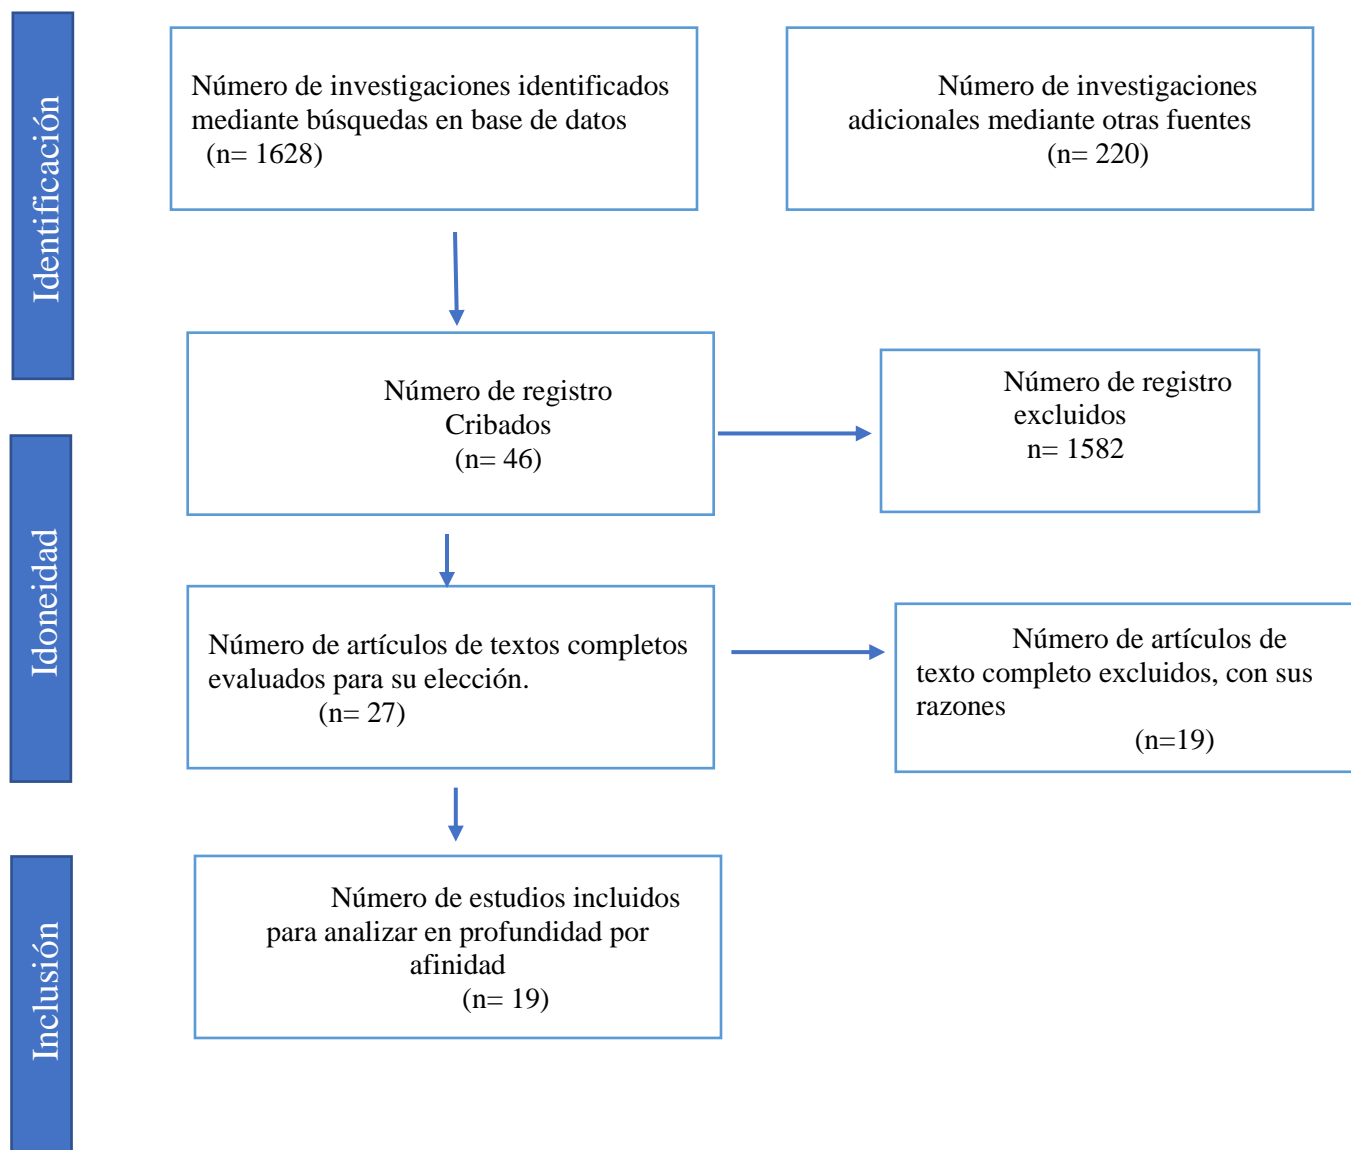 Identificación
Número de investigaciones identificados
mediante búsquedas en base de datos
(n= 1628)
Número de investigaciones
adicionales mediante otras fuentes
(n= 220)
Número de registro
Cribados
(n= 46)
Número de registro
excluidos
n= 1582
Idoneidad
Número de artículos de textos completos
evaluados para su elección.
(n= 27)
Número de artículos de
texto completo excluidos, con sus
razones
(n=19)
Inclusión
Número de estudios incluidos
para analizar en profundidad por
afinidad
(n= 19)